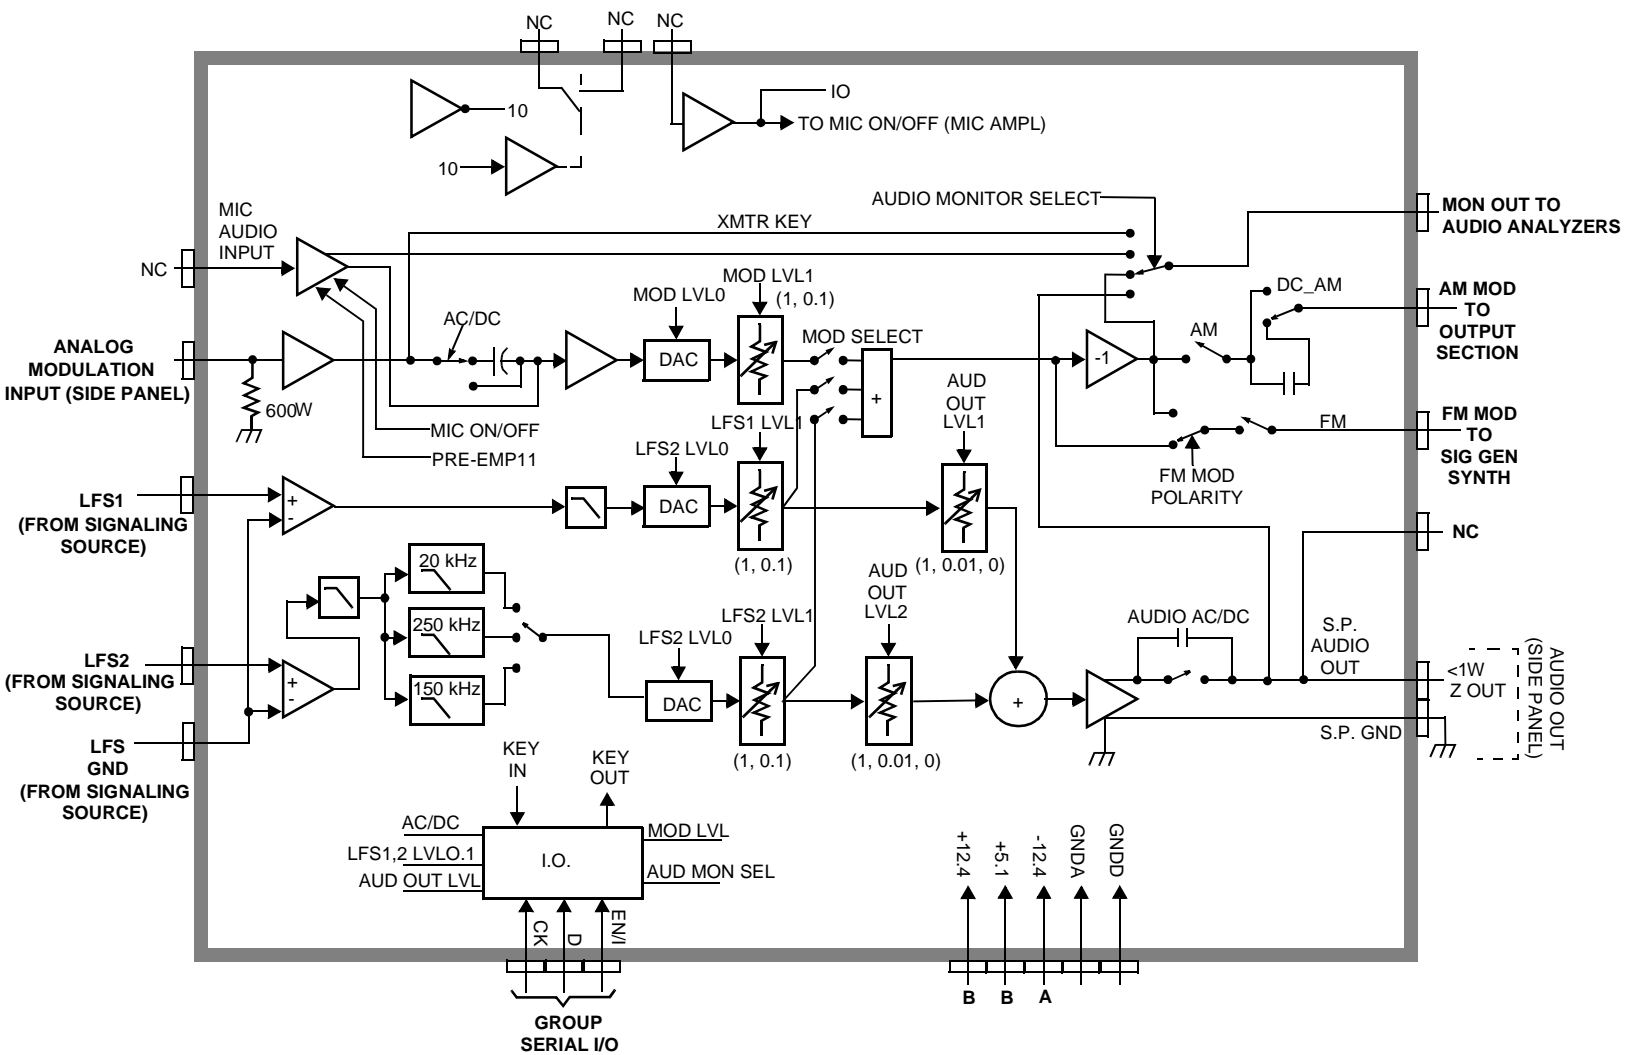 NC
NC
NC
10
IO
TO MIC ON/OFF (MIC AMPL)
10
AUDIO MONITOR SELECT
MON OUT TO
AUDIO ANALYZERS
MIC
AUDIO
INPUT
XMTR KEY
NC
MOD LVL1
(1, 0.1)
MOD LVL0
DC_AM
AM MOD
TO
OUTPUT
SECTION
AC/DC
MOD SELECT
AM
ANALOG
MODULATION
INPUT (SIDE PANEL)
DAC
-1
600W
+
AUD
OUT
LVL1
MIC ON/OFF
PRE-EMP11
LFS1 LVL1
LFS2 LVL0
FM
FM MOD
TO
SIG GEN
SYNTH
FM MOD
POLARITY
LFS1
(FROM SIGNALING
SOURCE)
+
-
DAC
NC
(1, 0.1)
(1, 0.01, 0)
20 kHz
250 kHz
150 kHz
AUD
OUT
LVL2
LFS2 LVL1
LFS2 LVL0
AUDIO AC/DC
S.P.
AUDIO
OUT
LFS2
(FROM SIGNALING
SOURCE)
+
-
DAC
+
<1W
Z OUT
AUDIO OUT
(SIDE PANEL)
S.P. GND
LFS
GND
(FROM SIGNALING
SOURCE)
(1, 0.1)
(1, 0.01, 0)
KEY
IN
KEY
OUT
AC/DC
LFS1,2 LVLO.1
AUD OUT LVL
I.O.
MOD LVL
AUD MON SEL
CK
D
EN/I
+12.4
+5.1
-12.4
GNDA
GNDD
B
B
A
GROUP
SERIAL I/O